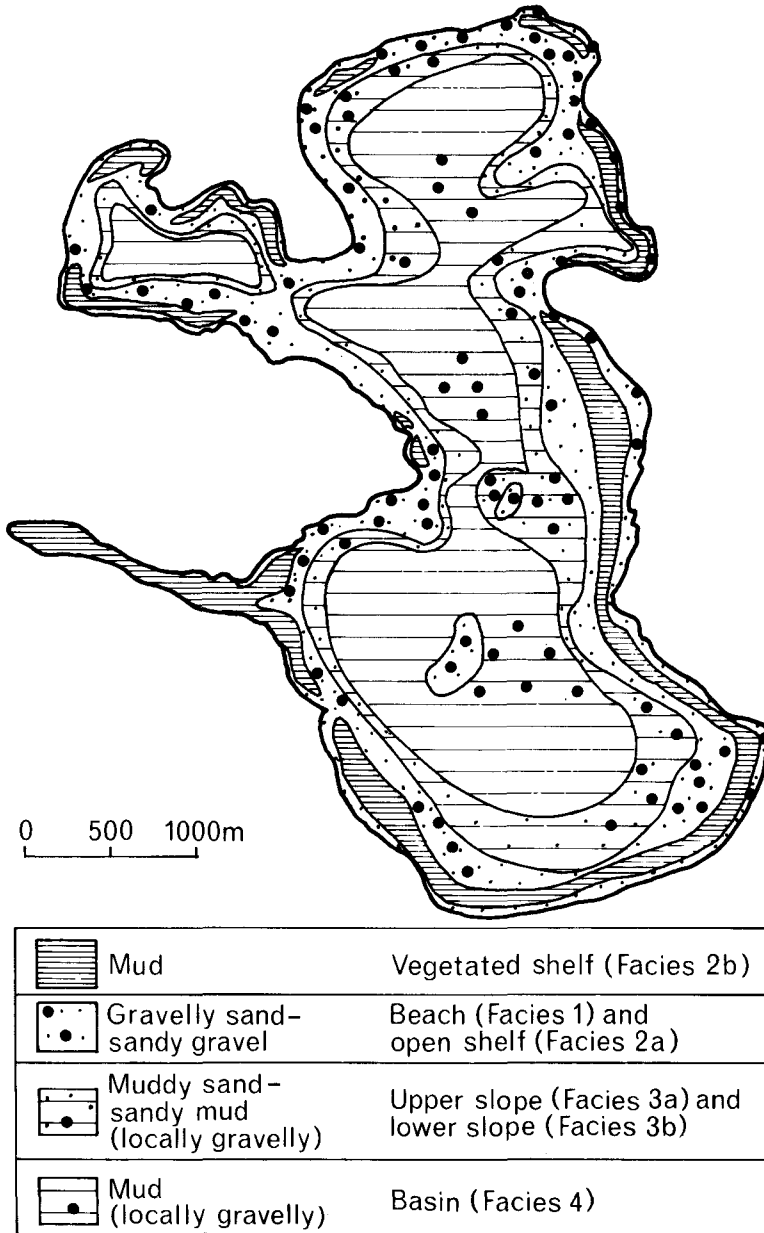 0 500 1000m
Mud Vegetated shelf (Facies 2b)
Gravelly sand– Beach (Facies 1) and
sandy gravel open shelf (Facies 2a)
Muddy sand–
sandy mud Upper slope (Facies 3a) and
(locally gravelly) lower slope (Facies 3b)
Mud
(locally gravelly) Basin (Facies 4)